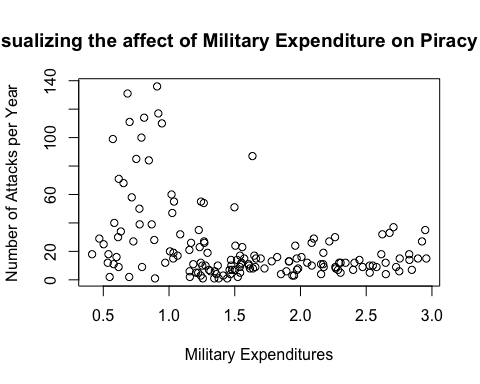 sualizing the affect of Military Expenditure on Piracy
Number of Attacks per Year
140
100
60
20
0
0.5 1.0 1.5 2.0 2.5 3.0
Military Expenditures